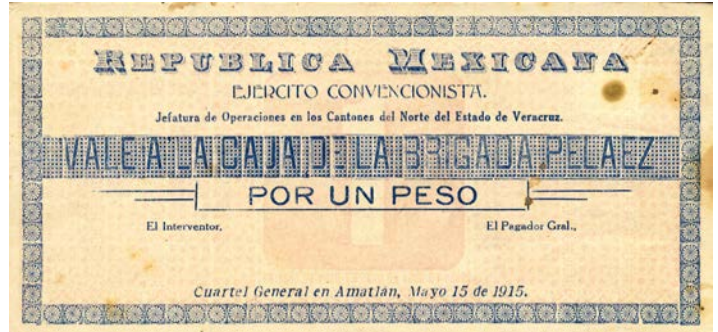 REPUBLICA MEXICANA
EJERCITO CONVENCIONISTA.
Jefatura de Operaciones en los Cantones del Norte del Estado de Veracruz.
VALE A LA CAJA DE LA BRIGADA PELAEZ
POR UN PESO
El Interventor, El Pagador Gral.,
Cuartel General en Amatlán, Mayo 15 de 1915.